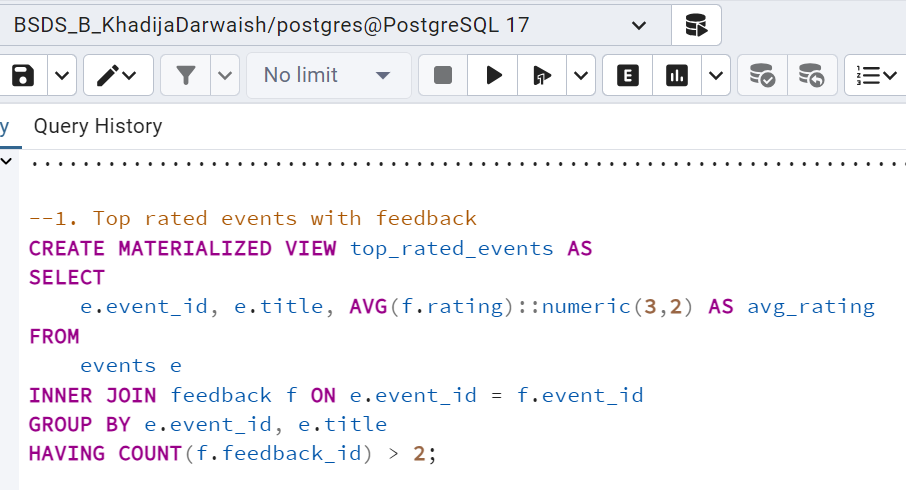 BSDS_B_KhadijaDarwaish/postgres@PostgreSQL 17
No limit
E
y Query History
--1. Top rated events with feedback
CREATE MATERIALIZED VIEW top_rated_events AS
SELECT
e.event_id, e.title, AVG(f.rating)::numeric(3,2) AS avg_rating
FROM
events e
INNER JOIN feedback f ON e.event_id = f.event_id
GROUP BY e.event_id, e.title
HAVING COUNT(f.feedback_id) > 2;